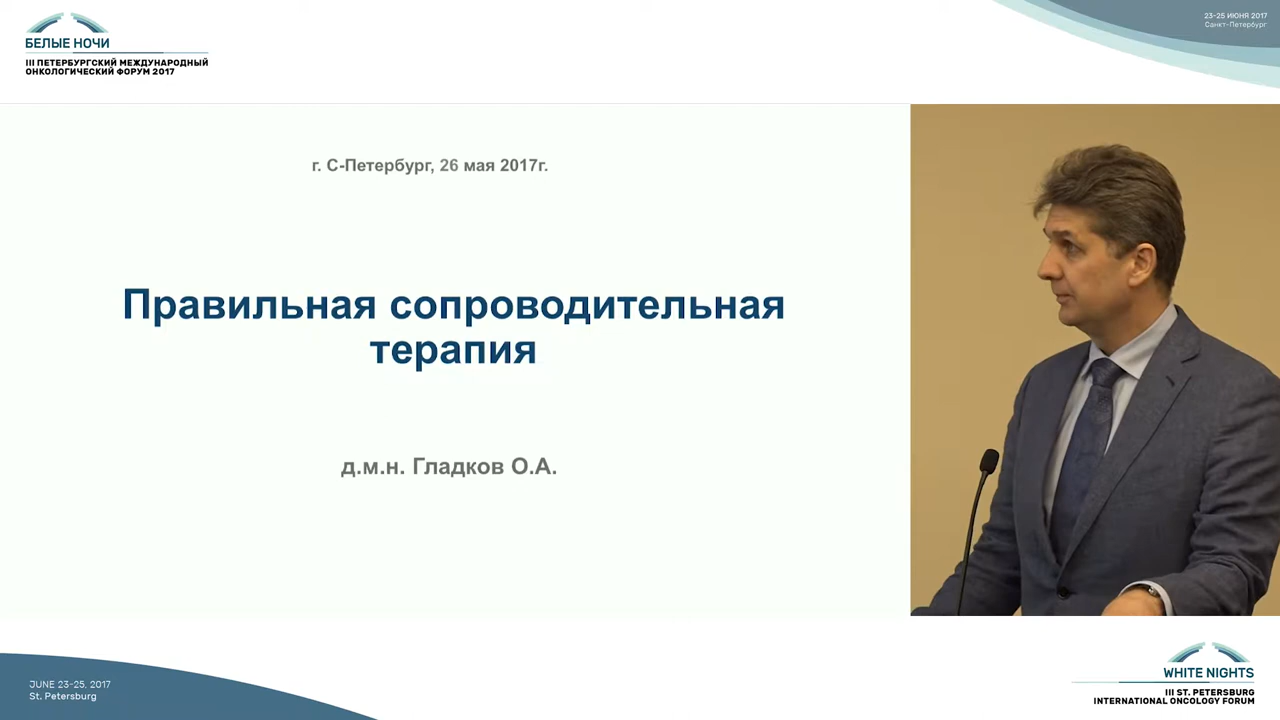 БЕЛЫЕ НОЧИ
III ПЕТЕРБУРГСКИЙ МЕЖДУНАРОДНЫЙ
ОНКОЛОГИЧЕСКИЙ ФОРУМ 2017
23-25 ИЮНЯ 2017
Санкт-Петербург
г. С-Петербург, 26 мая 2017г.
Правильная сопроводительная
терапия
д.м.н. Гладков О.А.
JUNE 23-25, 2017
St. Petersburg
WHITE NIGHTS
III ST. PETERSBURG
INTERNATIONAL ONCOLOGY FORUM